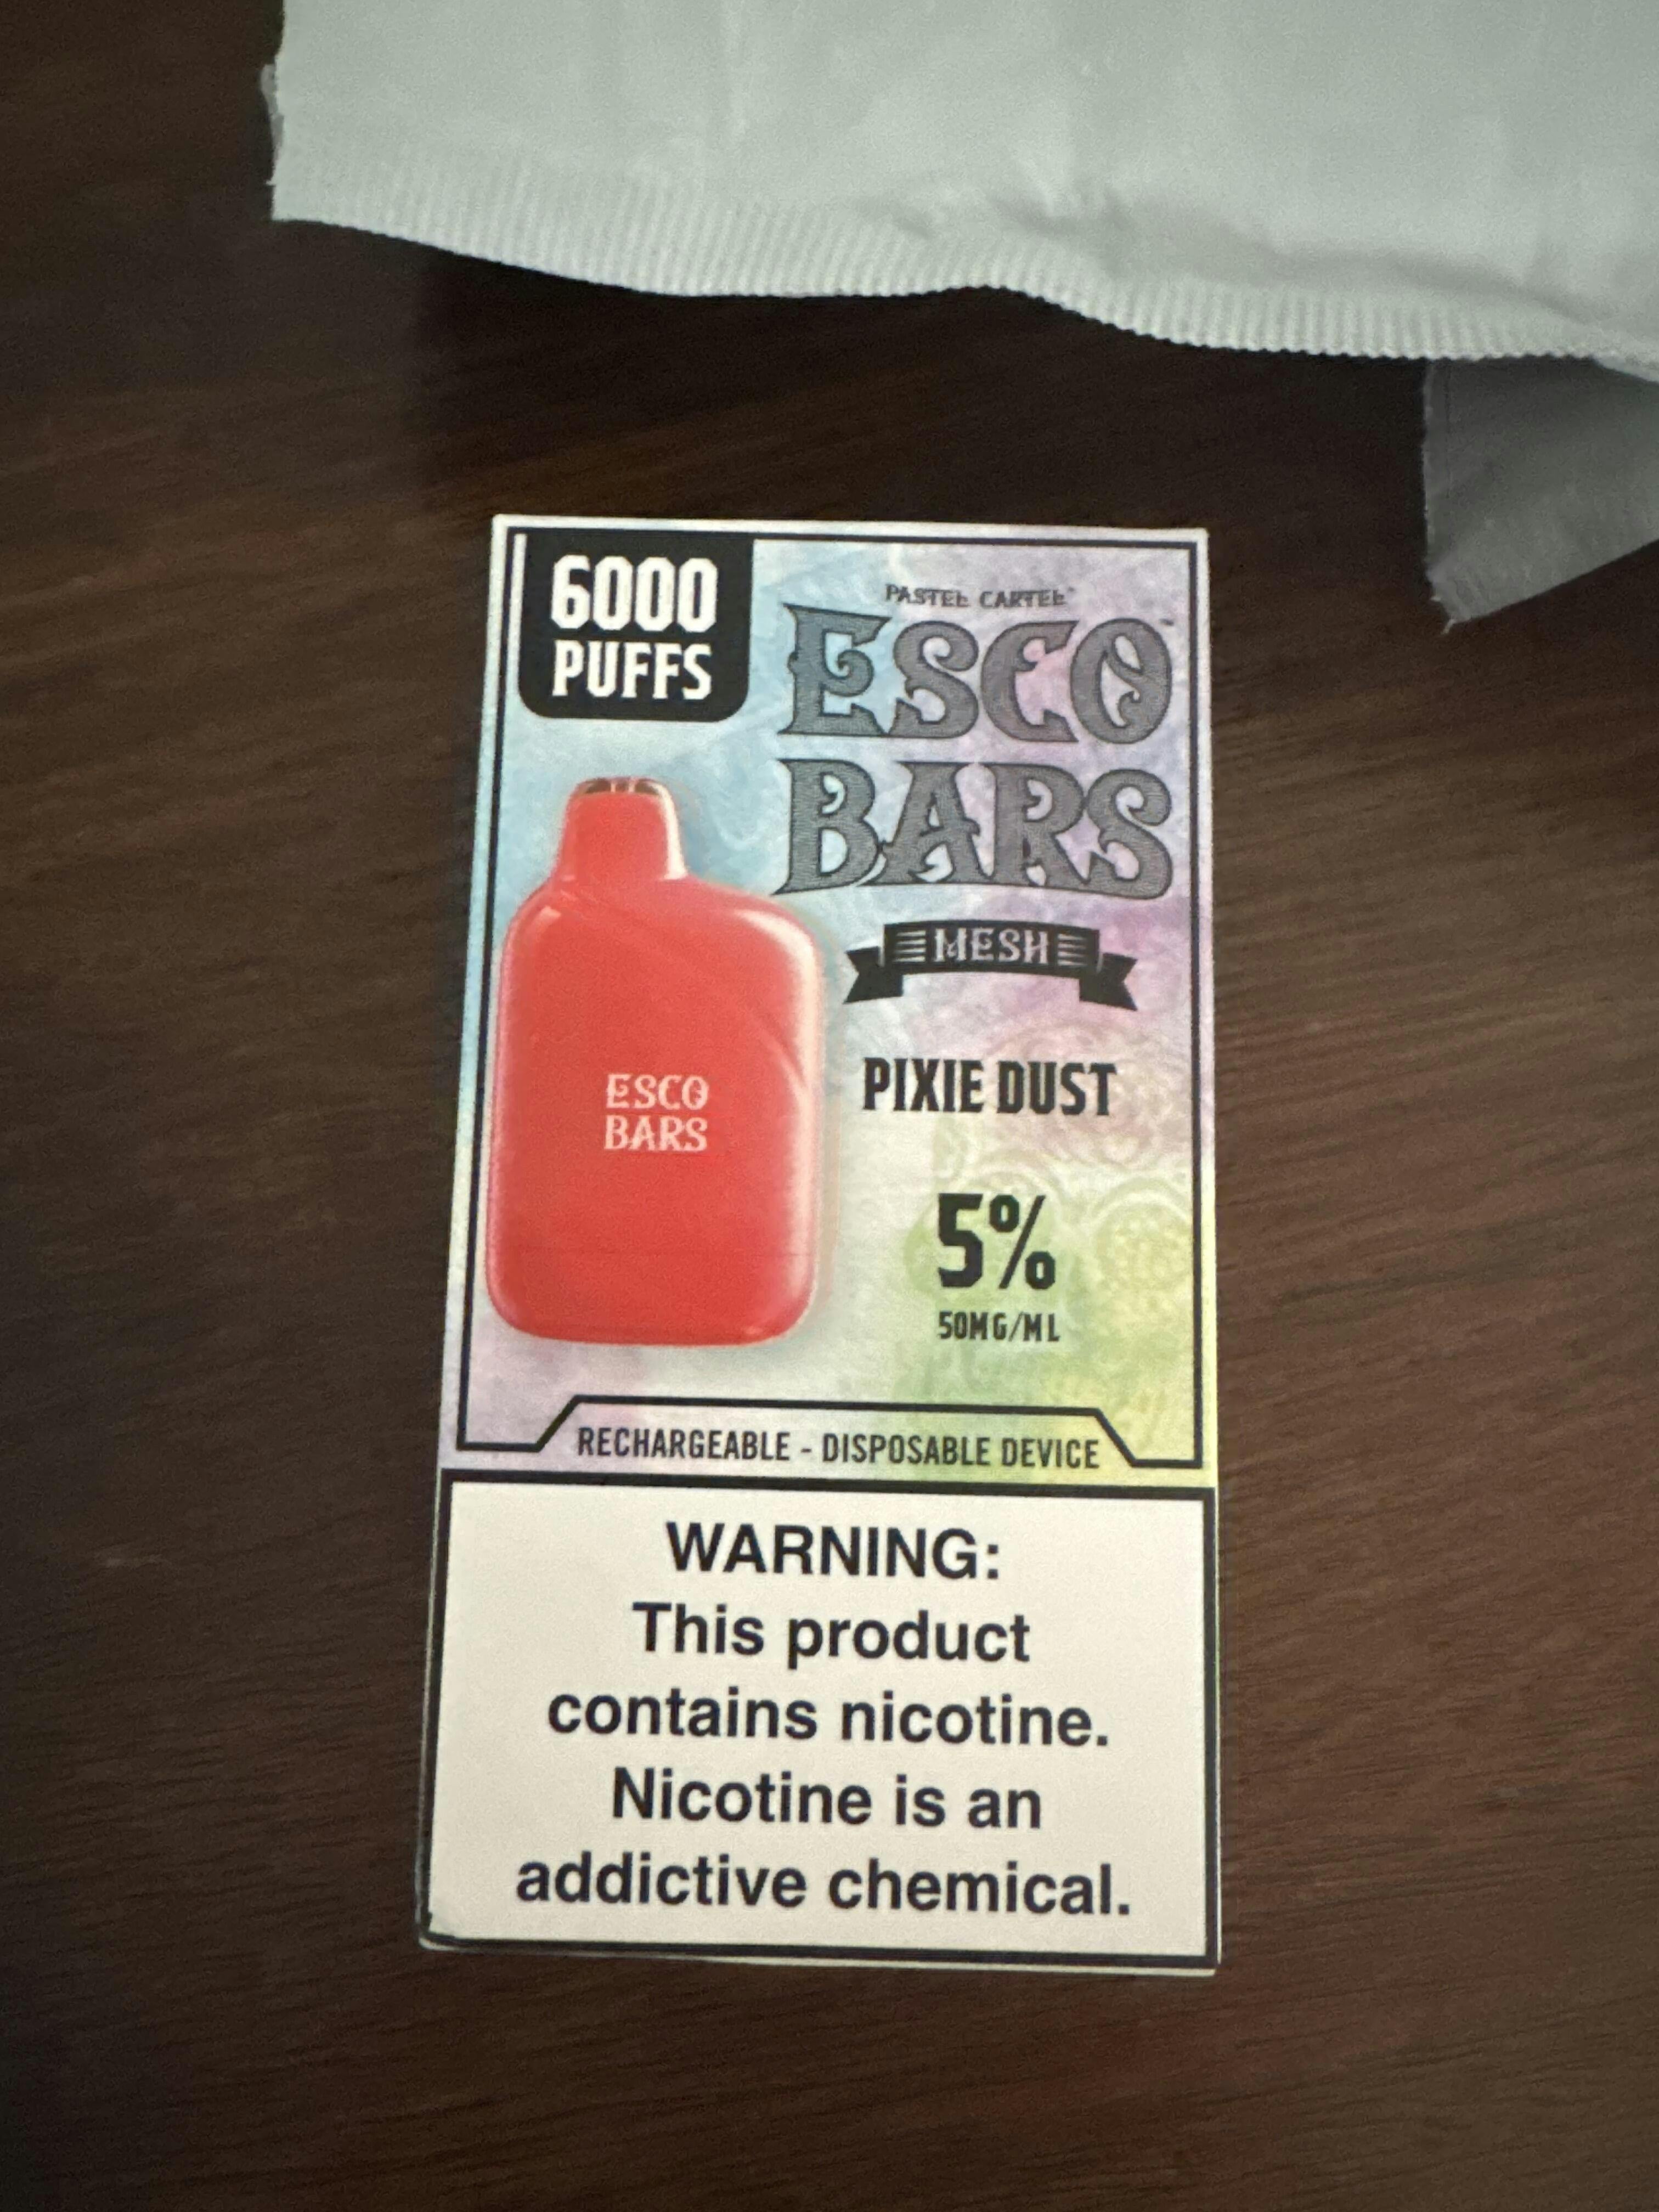 6000
PUFFS
PASTEL CARTEL™
ESCO
BARS
MESH
ESCO
BARS
PIXIE DUST
5%
50MG/ML
RECHARGEABLE - DISPOSABLE DEVICE
WARNING:
This product
contains nicotine.
Nicotine is an
addictive chemical.